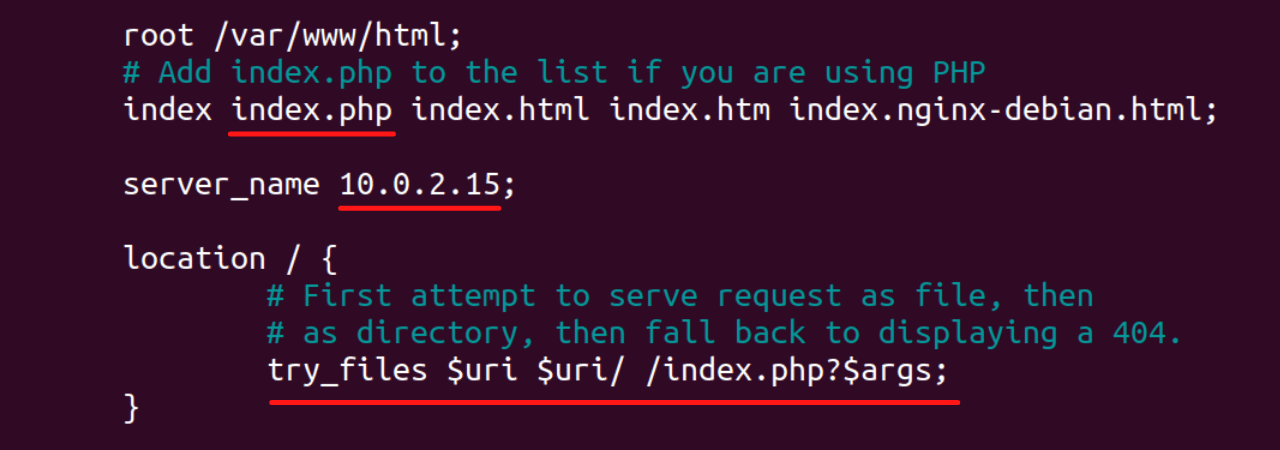 root /var/www/html;
# Add index.php to the list if you are using PHP
index index.php index.html index.htm index.nginx-debian.html;
server_name 10.0.2.15;
location / {
# First attempt to serve request as file, then
# as directory, then fall back to displaying a 404.
try_files $uri $uri/ /index.php?$args;
}